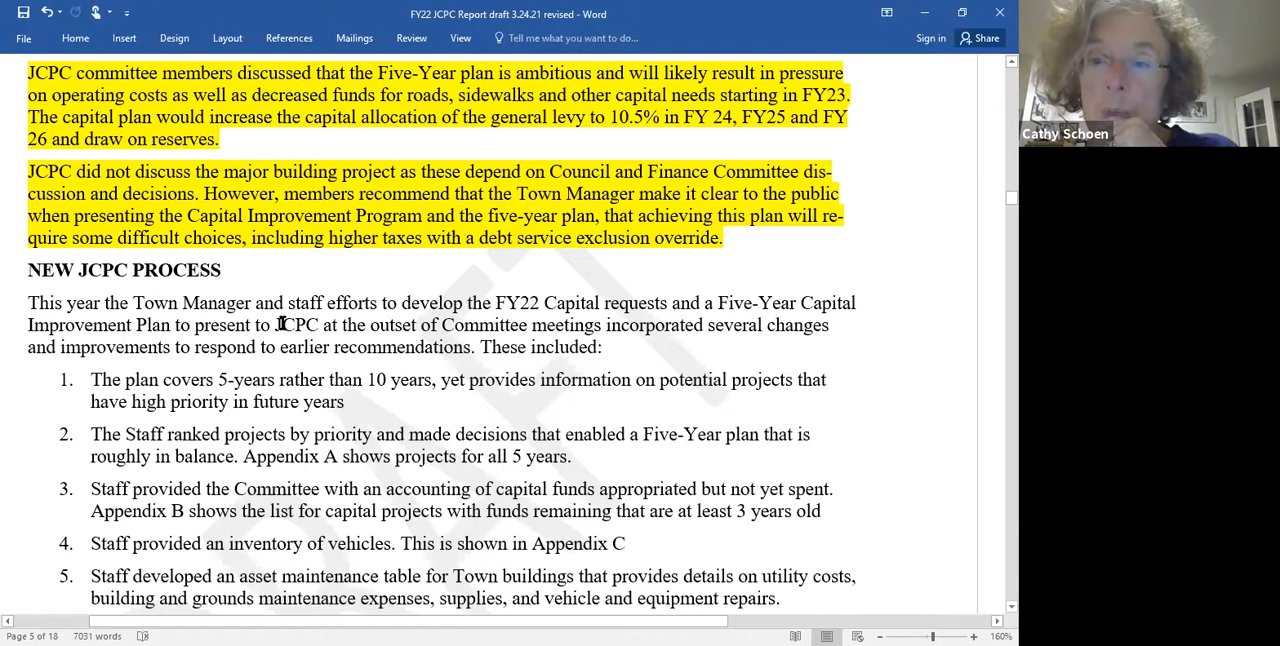 FY22 JCPC Report draft 3.24.21 revised - Word
File Home Insert Design Layout References Mailings Review View Tell me what you want to do... Sign in Share
JCPC committee members discussed that the Five-Year plan is ambitious and will likely result in pressure
on operating costs as well as decreased funds for roads, sidewalks and other capital needs starting in FY23.
The capital plan would increase the capital allocation of the general levy to 10.5% in FY 24, FY25 and FY
26 and draw on reserves.
JCPC did not discuss the major building project as these depend on Council and Finance Committee dis-
cussion and decisions. However, members recommend that the Town Manager make it clear to the public
when presenting the Capital Improvement Program and the five-year plan, that achieving this plan will re-
quire some difficult choices, including higher taxes with a debt service exclusion override.
NEW JCPC PROCESS
This year the Town Manager and staff efforts to develop the FY22 Capital requests and a Five-Year Capital
Improvement Plan to present to JCPC at the outset of Committee meetings incorporated several changes
and improvements to respond to earlier recommendations. These included:
1. The plan covers 5-years rather than 10 years, yet provides information on potential projects that
have high priority in future years
2. The Staff ranked projects by priority and made decisions that enabled a Five-Year plan that is
roughly in balance. Appendix A shows projects for all 5 years.
3. Staff provided the Committee with an accounting of capital funds appropriated but not yet spent.
Appendix B shows the list for capital projects with funds remaining that are at least 3 years old
4. Staff provided an inventory of vehicles. This is shown in Appendix C
5. Staff developed an asset maintenance table for Town buildings that provides details on utility costs,
building and grounds maintenance expenses, supplies, and vehicle and equipment repairs.
Page 5 of 18 7031 words 160%
Cathy Schoen
DRAFT